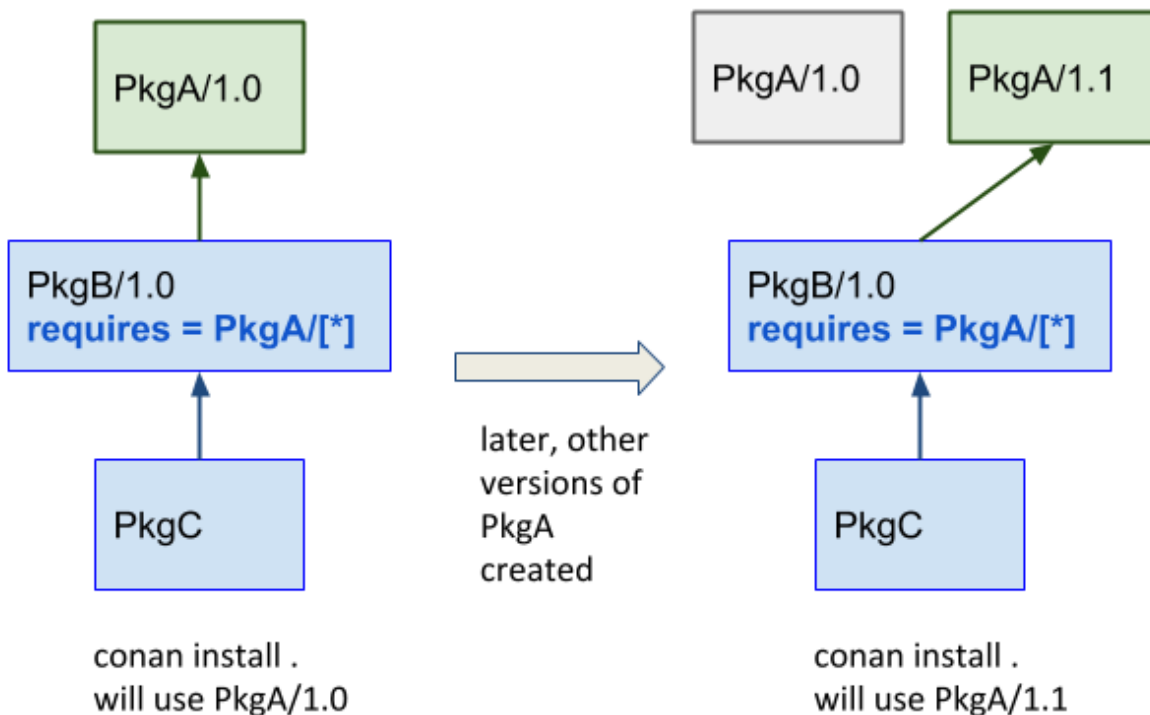 PkgA/1.0
PkgB/1.0
requires = PkgA/[*]
PkgC
conan install .
will use PkgA/1.0
later, other
versions of
PkgA
created
PkgA/1.0
PkgA/1.1
PkgB/1.0
requires = PkgA/[*]
PkgC
conan install .
will use PkgA/1.1